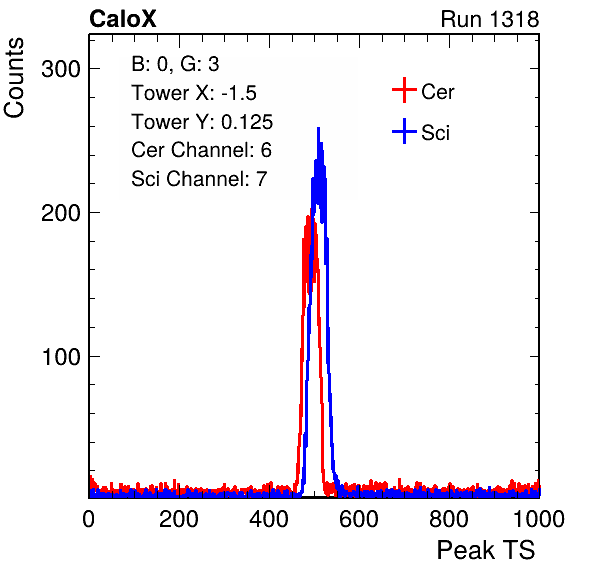 CaloX
Run 1318
Counts
B: 0, G: 3
Tower X: -1.5
Tower Y: 0.125
Cer Channel: 6
Sci Channel: 7
Cer
Sci
300
200
100
0 200 400 600 800 1000
Peak TS